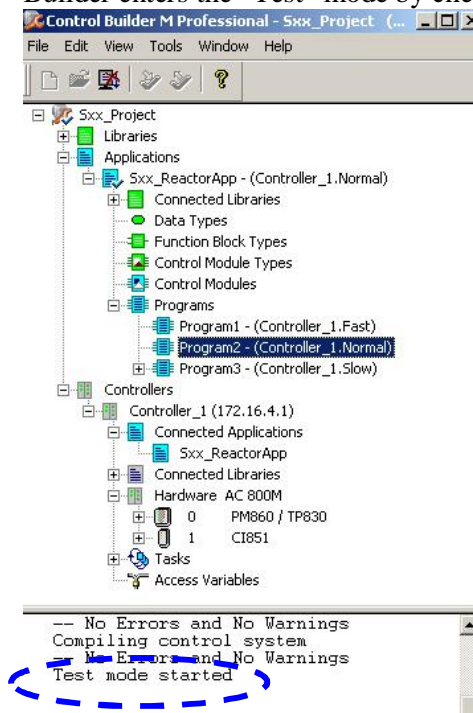 Builder enters the "Test" mode by
Control Builder M Professional - Sxx_Project (...
File Edit View Tools Window Help
Sxx_Project
Libraries
Applications
Sxx_ReactorApp - (Controller_1.Normal)
Connected Libraries
Data Types
Function Block Types
Control Module Types
Control Modules
Programs
Program1 - (Controller_1.Fast)
Program2 - (Controller_1.Normal)
Program3 - (Controller_1.Slow)
Controllers
Controller_1 (172.16.4.1)
Connected Applications
Sxx_ReactorApp
Connected Libraries
Hardware AC 800M
0 PM860 / TP830
1 CI851
Tasks
Access Variables
-- No Errors and No Warnings
Compiling control system
-- No Errors and No Warnings
Test mode started